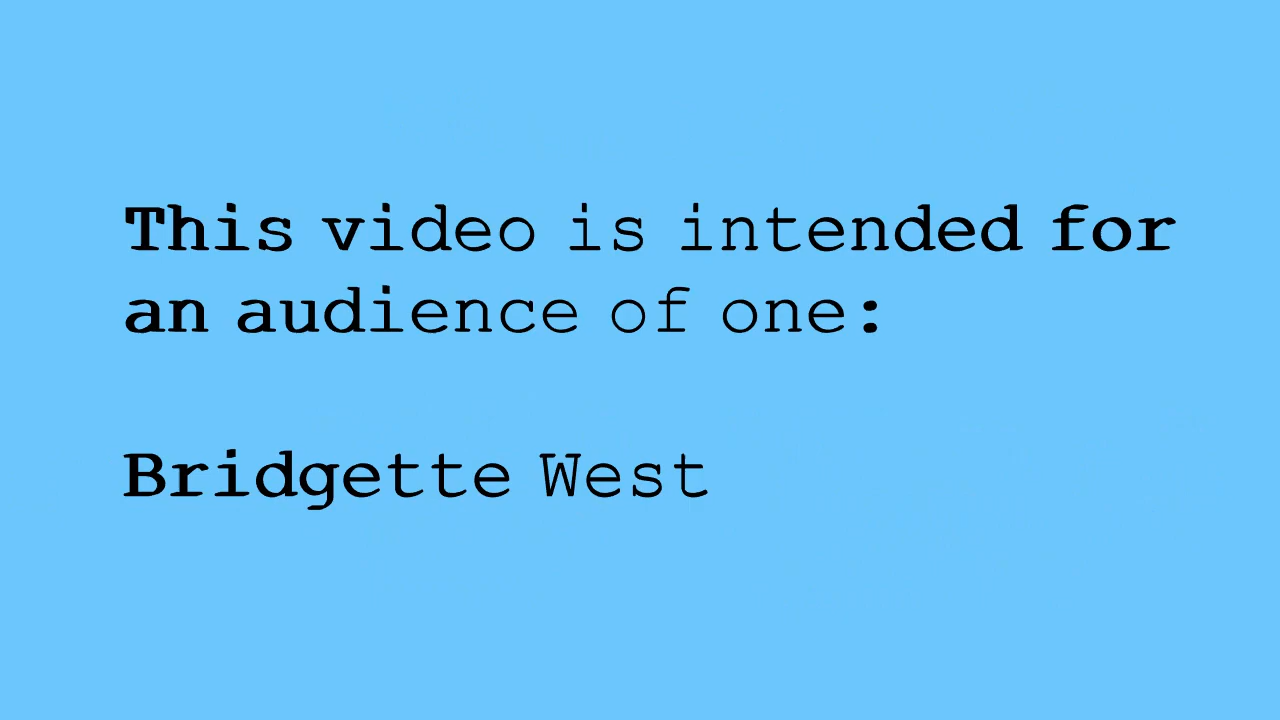 This video is intended for
an audience of one:
Bridgette West